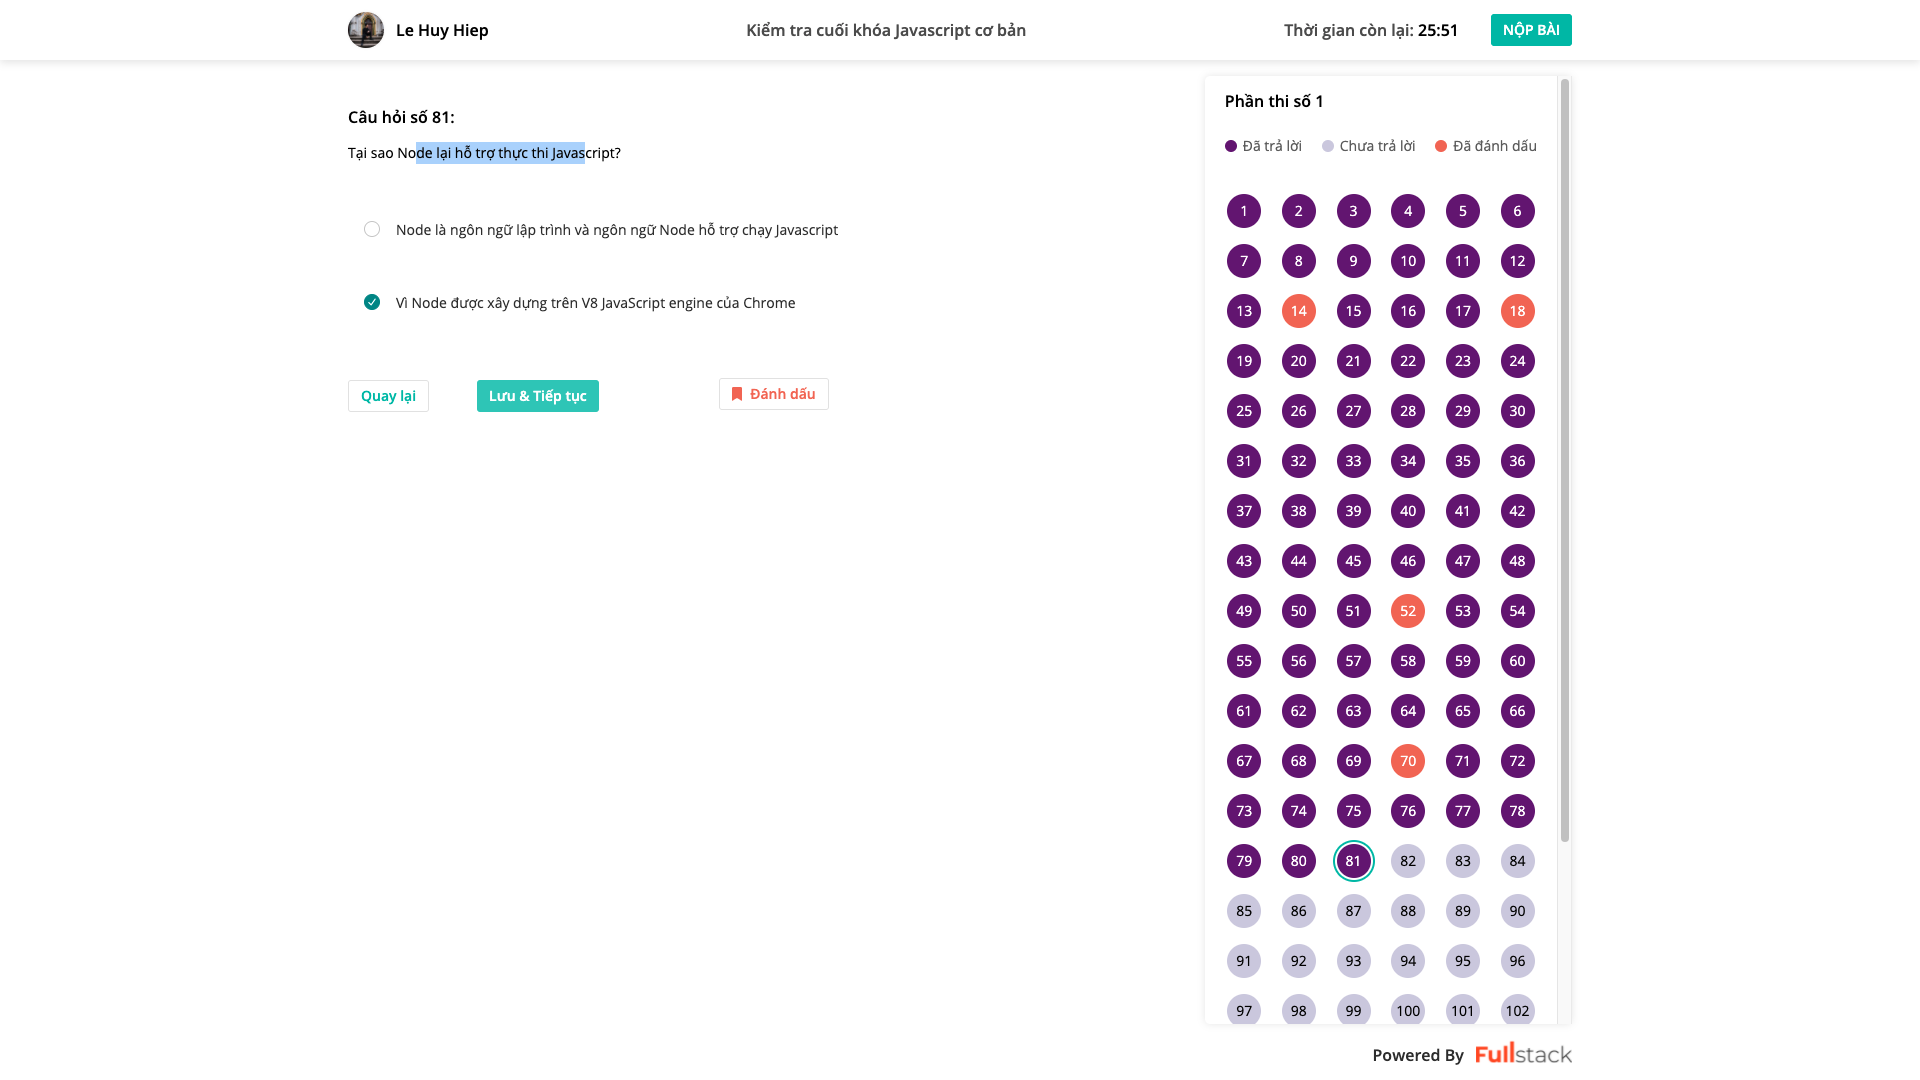 Le Huy Hiep
Kiểm tra cuối khóa Javascript cơ bản
Thời gian còn lại: 25:51
NỘP BÀI
Câu hỏi số 81:
Tại sao Node lại hỗ trợ thực thi Javascript?
Node là ngôn ngữ lập trình và ngôn ngữ Node hỗ trợ chạy Javascript
Vì Node được xây dựng trên V8 JavaScript engine của Chrome
Quay lại
Lưu & Tiếp tục
Đánh dấu
Phần thi số 1
Đã trả lời Chưa trả lời Đã đánh dấu
1 2 3 4 5 6
7 8 9 10 11 12
13 14 15 16 17 18
19 20 21 22 23 24
25 26 27 28 29 30
31 32 33 34 35 36
37 38 39 40 41 42
43 44 45 46 47 48
49 50 51 52 53 54
55 56 57 58 59 60
61 62 63 64 65 66
67 68 69 70 71 72
73 74 75 76 77 78
79 80 81 82 83 84
85 86 87 88 89 90
91 92 93 94 95 96
97 98 99 100 101 102
Powered By Fullstack